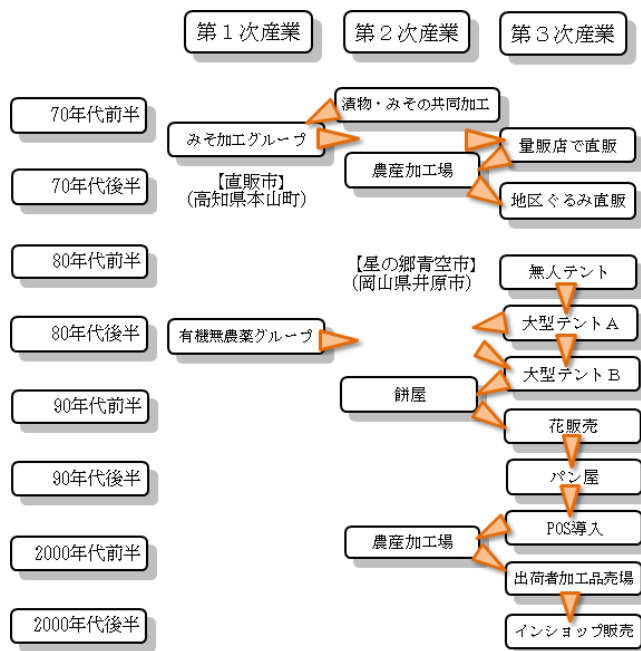 第１次産業
第２次産業
第３次産業
70年代前半
漬物・みその共同加工
みそ加工グループ
量販店で直販
農産加工場
70年代後半
【直販市】
(高知県本山町)
地区ぐるみ直販
80年代前半
【星の郷青空市】
(岡山県井原市)
無人テント
80年代後半
有機無農薬グループ
大型テントＡ
大型テントＢ
90年代前半
餅屋
花販売
90年代後半
パン屋
POS導入
2000年代前半
農産加工場
出荷者加工品売場
2000年代後半
インショップ販売